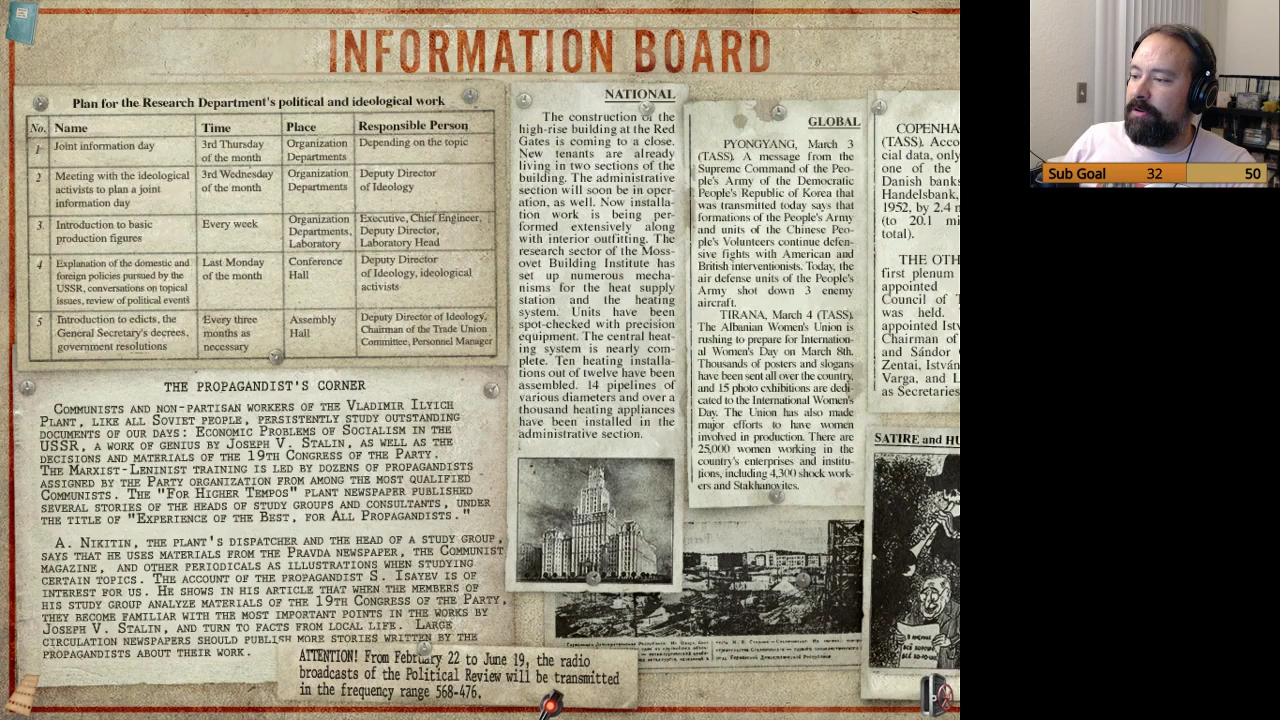 INFORMATION BOARD
Plan for the Research Department's political and ideological work
No. Name Time Place Responsible Person
1 Joint information day 3rd Thursday of the month Organization Departments Depending on the topic
2 Meeting with the ideological activists to plan a joint information day 3rd Wednesday of the month Organization Departments Deputy Director of Ideology
3 Introduction to basic production figures Every week Organization Departments, Laboratory Executive, Chief Engineer, Deputy Director, Laboratory Head
4 Explanation of the domestic and foreign policies pursued by the USSR, conversations on topical issues, review of political events Last Monday of the month Conference Hall Deputy Director of Ideology, ideological activists
5 Introduction to edicts, the General Secretary's decrees, government resolutions Every three months as necessary Assembly Hall Deputy Director of Ideology, Chairman of the Trade Union Committee, Personnel Manager
THE PROPAGANDIST'S CORNER
COMMUNISTS AND NON-PARTISAN WORKERS OF THE VLADIMIR ILYICH
PLANT, LIKE ALL SOVIET PEOPLE, PERSISTENTLY STUDY OUTSTANDING
DOCUMENTS OF OUR DAYS: ECONOMIC PROBLEMS OF SOCIALISM IN THE
USSR, A WORK OF GENIUS BY JOSEPH V. STALIN, AS WELL AS THE
DECISIONS AND MATERIALS OF THE 19TH CONGRESS OF THE PARTY.
THE MARXIST-LENINIST TRAINING IS LED BY DOZENS OF PROPAGANDISTS
ASSIGNED BY THE PARTY ORGANIZATION FROM AMONG THE MOST QUALIFIED
COMMUNISTS. THE "FOR HIGHER TEMPOS" PLANT NEWSPAPER PUBLISHED
SEVERAL STORIES OF THE HEADS OF STUDY GROUPS AND CONSULTANTS, UNDER
THE TITLE OF "EXPERIENCE OF THE BEST, FOR ALL PROPAGANDISTS."
A. NIKITIN, THE PLANT'S DISPATCHER AND THE HEAD OF A STUDY GROUP,
SAYS THAT HE USES MATERIALS FROM THE PRAVDA NEWSPAPER, THE COMMUNIST
MAGAZINE, AND OTHER PERIODICALS AS ILLUSTRATIONS WHEN STUDYING
CERTAIN TOPICS. THE ACCOUNT OF THE PROPAGANDIST S. ISAYEV IS OF
INTEREST FOR US. HE SHOWS IN HIS ARTICLE THAT WHEN THE MEMBERS OF
HIS STUDY GROUP ANALYZE MATERIALS OF THE 19TH CONGRESS OF THE PARTY,
THEY BECOME FAMILIAR WITH THE MOST IMPORTANT POINTS IN THE WORKS BY
JOSEPH V. STALIN, AND TURN TO FACTS FROM LOCAL LIFE. LARGE
CIRCULATION NEWSPAPERS SHOULD PUBLISH MORE STORIES WRITTEN BY THE
PROPAGANDISTS ABOUT THEIR WORK.
ATTENTION! From February 22 to June 19, the radio
broadcasts of the Political Review will be transmitted
in the frequency range 568-476.
NATIONAL
The construction of the
high-rise building at the Red
Gates is coming to a close.
New tenants are already
living in two sections of the
building. The administrative
section will soon be in oper-
ation, as well. Now installa-
tion work is being per-
formed extensively along
with interior outfitting. The
research sector of the Moss-
ovet Building Institute has
set up numerous mecha-
nisms for the heat supply
station and the heating
system. Units have been
spot-checked with precision
equipment. The central heat-
ing system is nearly com-
plete. Ten heating installa-
tions out of twelve have been
assembled. 14 pipelines of
various diameters and over a
thousand heating appliances
have been installed in the
administrative section.
GLOBAL
PYONGYANG, March 3
(TASS). A message from the
Supreme Command of the Peo-
ple's Army of the Democratic
People's Republic of Korea that
was transmitted today says that
formations of the People's Army
and units of the Chinese Peo-
ple's Volunteers continue defen-
sive fights with American and
British interventionists. Today, the
air defense units of the People's
Army shot down 3 enemy
aircraft.
TIRANA, March 4 (TASS).
The Albanian Women's Union is
rushing to prepare for Internation-
al Women's Day on March 8th.
Thousands of posters and slogans
have been sent all over the country,
and 15 photo exhibitions are dedi-
cated to the International Women's
Day. The Union has also made
major efforts to have women
involved in production. There are
25,000 women working in the
country's enterprises and institu-
tions, including 4,300 shock work-
ers and Stakhanovites.
COPENHA
(TASS). Acco
cial data, only
one of the
Danish banks
Handelsbank,
1952, by 2.4 m
(to 20.1 mi
total).
THE OTH
first plenum
appointed
Council of T
was held.
appointed Istv
Chairman of
and Sándor
Zentai, István
Varga, and L
as Secretaries
SATIRE and HU
Sub Goal 32 50